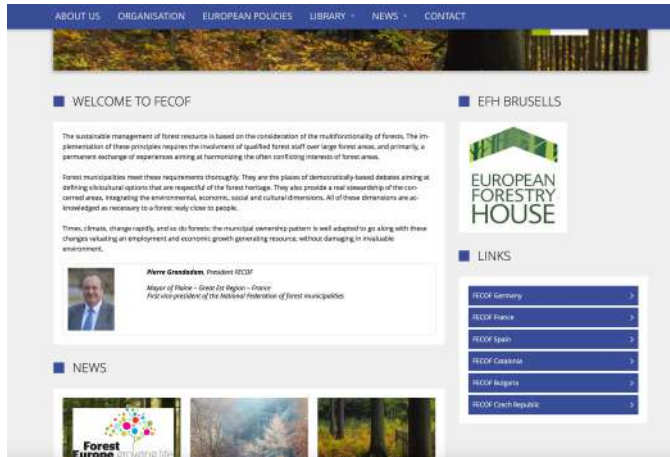 ABOUT US ORGANISATION EUROPEAN POLICIES LIBRARY NEWS CONTACT
WELCOME TO FECOF
The sustainable management of forest resource is based on the consideration of the multifonctionality of forests, The im-
plementation of these principles requires the involment of qualified forest staff over large forest areas, and primarily, a
permanent exchange of experiences aiming at harmonizing the often conflicting interests of forest areas.
Forest municipalities meet these requirements thoroughly. They are the places of democratically-based debates aiming at
defining silvicultural options that are respectful of the forest heritage. They also provide a real stewardship of the con-
cerned areas, integrating the environmental, economic, social and cultural dimensions. All of these dimensions are ac-
knowledged as necessary to a forest realy close to people.
Times, climate, change rapidly, and so do forests: the municipal ownership pattern is well adapted to go along with these
changes valuating an employment and economic growth generating resource, without damaging in invaluable
environment.
Pierre Grandadam, President FECOF
Mayor of Plaine – Great Est Region – France
First vice-president of the National Federation of forest municipalities
NEWS
Forest
Europe growing life
EFH BRUSELLS
EUROPEAN
FORESTRY
HOUSE
LINKS
FECOF Germany
FECOF France
FECOF Spain
FECOF Catalonia
FECOF Bulgaria
FECOF Czech Republic